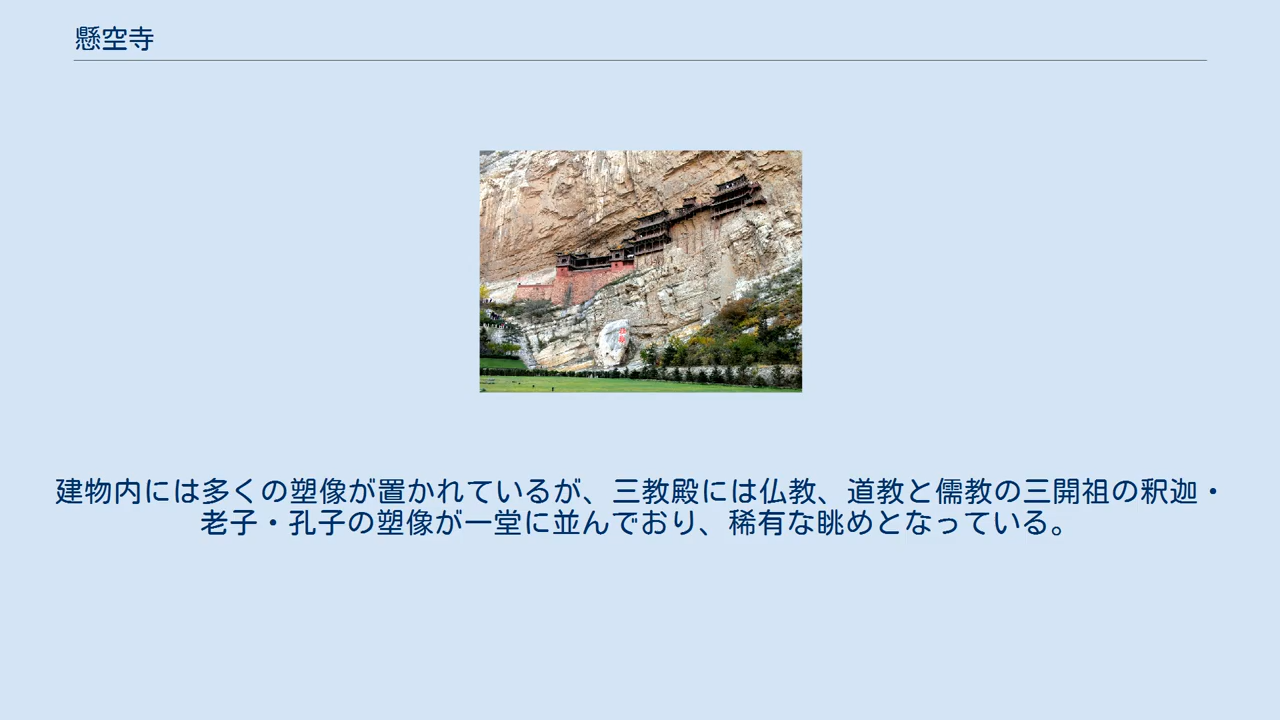 懸空寺
建物内には多くの塑像が置かれているが、三教殿には仏教、道教と儒教の三開祖の釈迦・
老子・孔子の塑像が一堂に並んでおり、稀有な眺めとなっている。